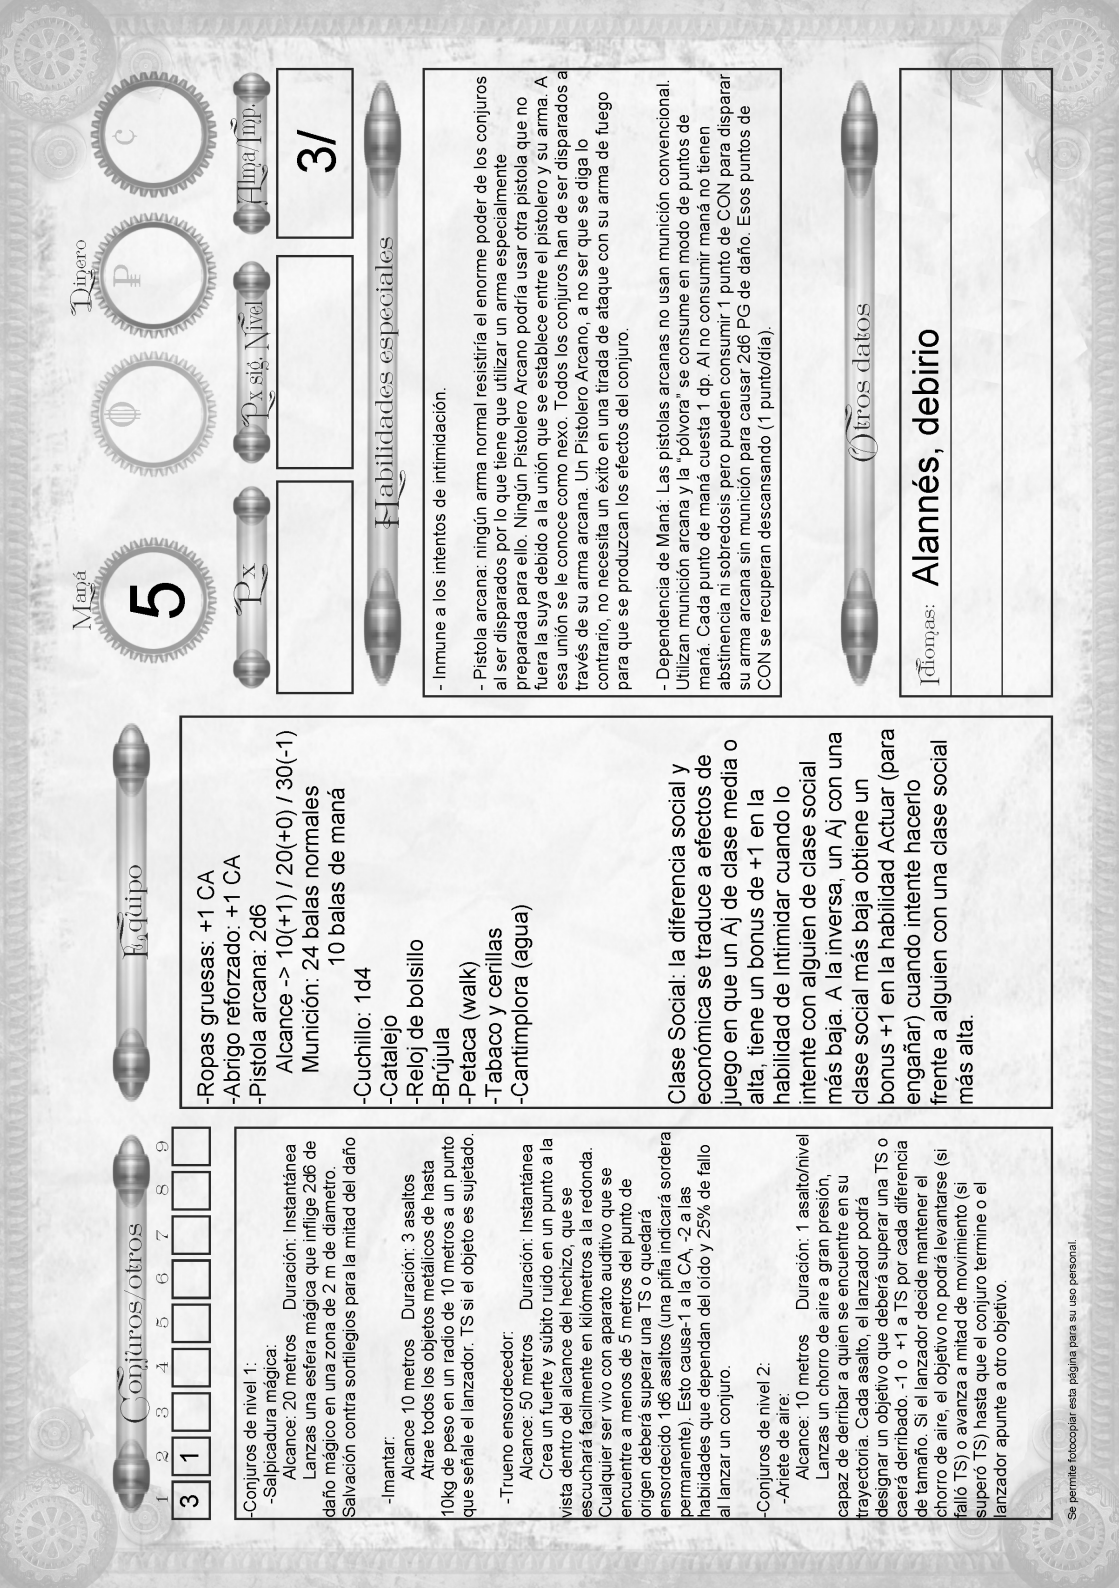 Conjuros/otros
1 2 3 4 5 6 7 8 9
3 1
-Conjuros de nivel 1:
-Salpicadura mágica:
Alcance: 20 metros Duración: Instantánea
Lanzas una esfera mágica que inflige 2d6 de
daño mágico en una zona de 2 m de diametro.
Salvación contra sortilegios para la mitad del daño
-Imantar:
Alcance 10 metros Duración: 3 asaltos
Atrae todos los objetos metálicos de hasta
10kg de peso en un radio de 10 metros a un punto
que señale el lanzador. TS si el objeto es sujetado.
-Trueno ensordecedor:
Alcance: 50 metros Duración: Instantánea
Crea un fuerte y súbito ruido en un punto a la
vista dentro del alcance del hechizo, que se
escuchará facilmente en kilómetros a la redonda.
Cualquier ser vivo con aparato auditivo que se
encuentre a menos de 5 metros del punto de
origen deberá superar una TS o quedará
ensordecido 1d6 asaltos (una pifia indicará sordera
permanente). Esto causa-1 a la CA, -2 a las
habilidades que dependan del oído y 25% de fallo
al lanzar un conjuro.
-Conjuros de nivel 2:
-Ariete de aire:
Alcance: 10 metros Duración: 1 asalto/nivel
Lanzas un chorro de aire a gran presión,
capaz de derribar a quien se encuentre en su
trayectoria. Cada asalto, el lanzador podrá
designar un objetivo que deberá superar una TS o
caerá derribado. -1 o +1 a TS por cada diferencia
de tamaño. Si el lanzador decide mantener el
chorro de aire, el objetivo no podrá levantarse (si
falló TS) o avanza a mitad de movimiento (si
superó TS) hasta que el conjuro termine o el
lanzador apunte a otro objetivo.
Equipo
-Ropas gruesas: +1 CA
-Abrigo reforzado: +1 CA
-Pistola arcana: 2d6
Alcance -> 10(+1) / 20(+0) / 30(-1)
Munición: 24 balas normales
10 balas de maná
-Cuchillo: 1d4
-Catalejo
-Reloj de bolsillo
-Brújula
-Petaca (walk)
-Tabaco y cerillas
-Cantimplora (agua)
Clase Social: la diferencia social y
económica se traduce a efectos de
juego en que un Aj de clase media o
alta, tiene un bonus de +1 en la
habilidad de Intimidar cuando lo
intente con alguien de clase social
más baja. A la inversa, un Aj con una
clase social más baja obtiene un
bonus +1 en la habilidad Actuar (para
engañar) cuando intente hacerlo
frente a alguien con una clase social
más alta.
Maná
5
Dinero
O P C
Px
Px sig. Nivel
Alma/Imp.
3/
Habilidades especiales
- Inmune a los intentos de intimidación.
- Pistola arcana: ningún arma normal resistiría el enorme poder de los conjuros
al ser disparados por lo que tiene que utilizar un arma especialmente
preparada para ello. Ningún Pistolero Arcano podría usar otra pistola que no
fuera la suya debido a la unión que se establece entre el pistolero y su arma. A
esa unión se le conoce como nexo. Todos los conjuros han de ser disparados a
través de su arma arcana. Un Pistolero Arcano, a no ser que se diga lo
contrario, no necesita un éxito en una tirada de ataque con su arma de fuego
para que se produzcan los efectos del conjuro.
- Dependencia de Maná: Las pistolas arcanas no usan munición convencional.
Utilizan munición arcana y la “pólvora” se consume en modo de puntos de
maná. Cada punto de maná cuesta 1 dp. Al no consumir maná no tienen
abstinencia ni sobredosis pero pueden consumir 1 punto de CON para disparar
su arma arcana sin munición para causar 2d6 PG de daño. Esos puntos de
CON se recuperan descansando (1 punto/día).
Otros datos
Idiomas: Alannés, debirio
Se permite fotocopiar esta página para su uso personal.